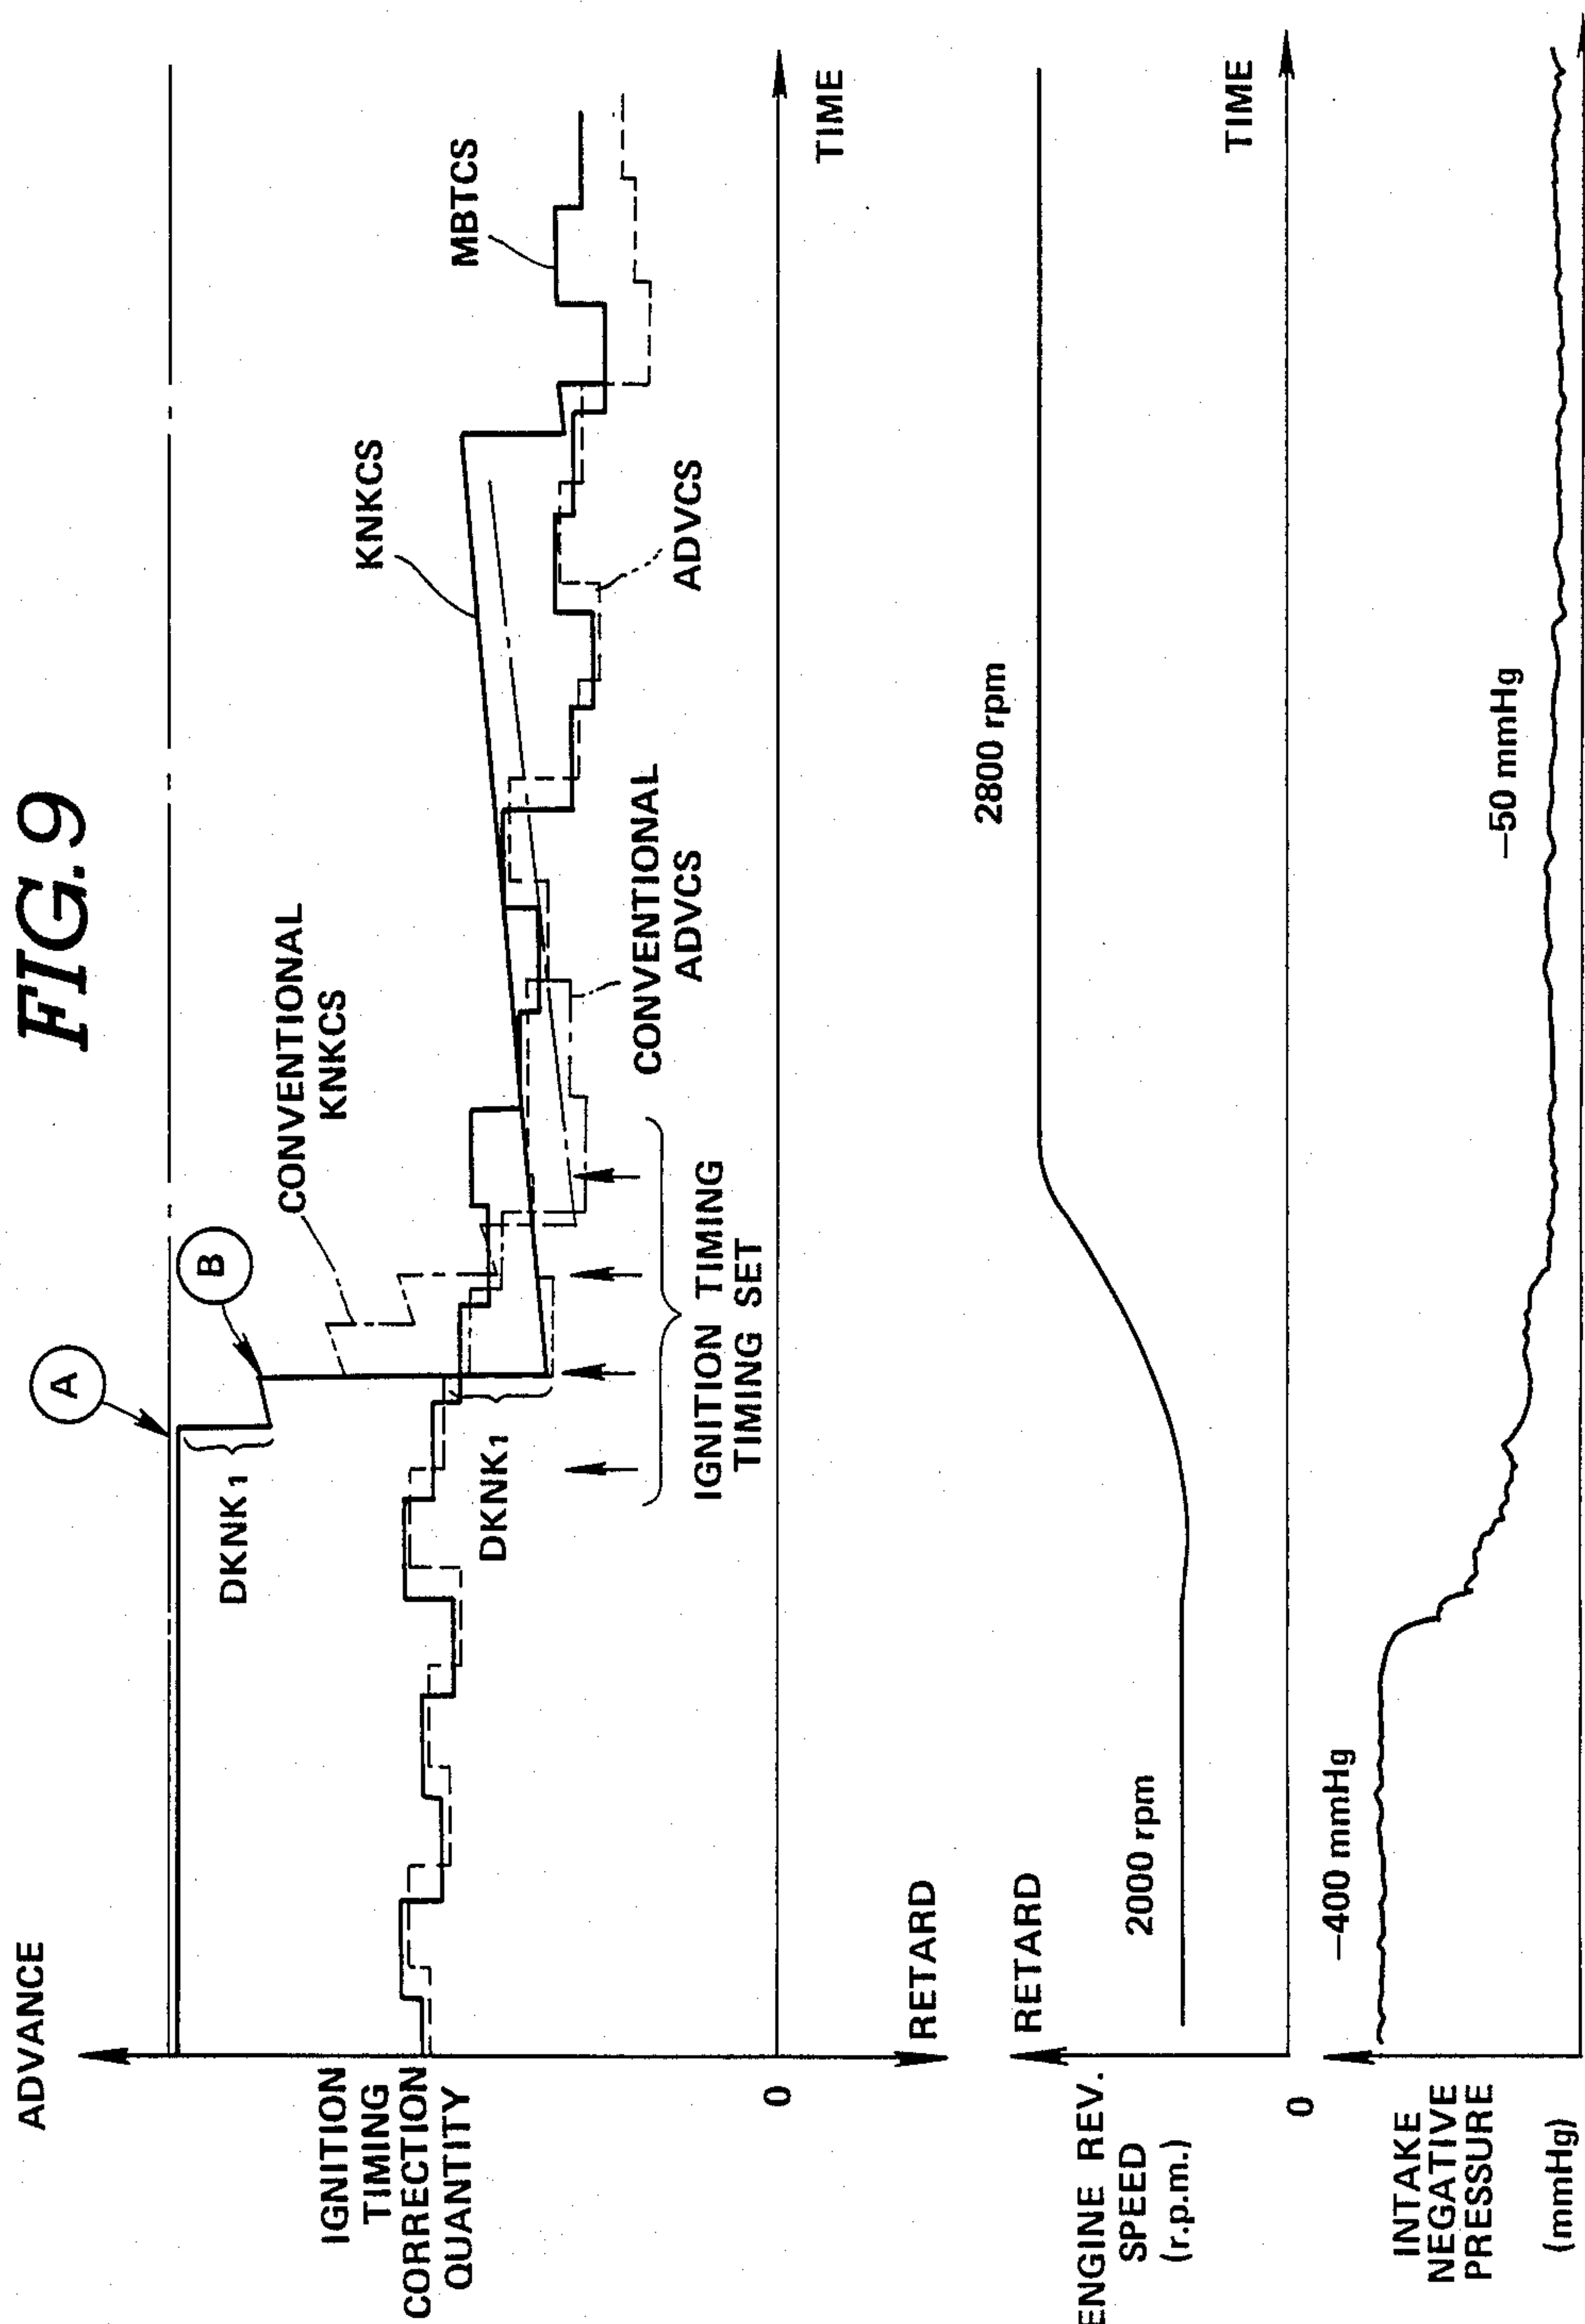 FIG. 9
ADVANCE
IGNITION
TIMING
CORRECTION
QUANTITY
0
RETARD
TIME
A
B
DKNK1
DKNK1
CONVENTIONAL
KNKCS
KNKCS
MBTCS
ADVCS
CONVENTIONAL
ADVCS
IGNITION TIMING
TIMING SET
RETARD
ENGINE REV.
SPEED
(r.p.m.)
0
2000 rpm
2800 rpm
TIME
INTAKE
NEGATIVE
PRESSURE
(mmHg)
−400 mmHg
−50 mmHg